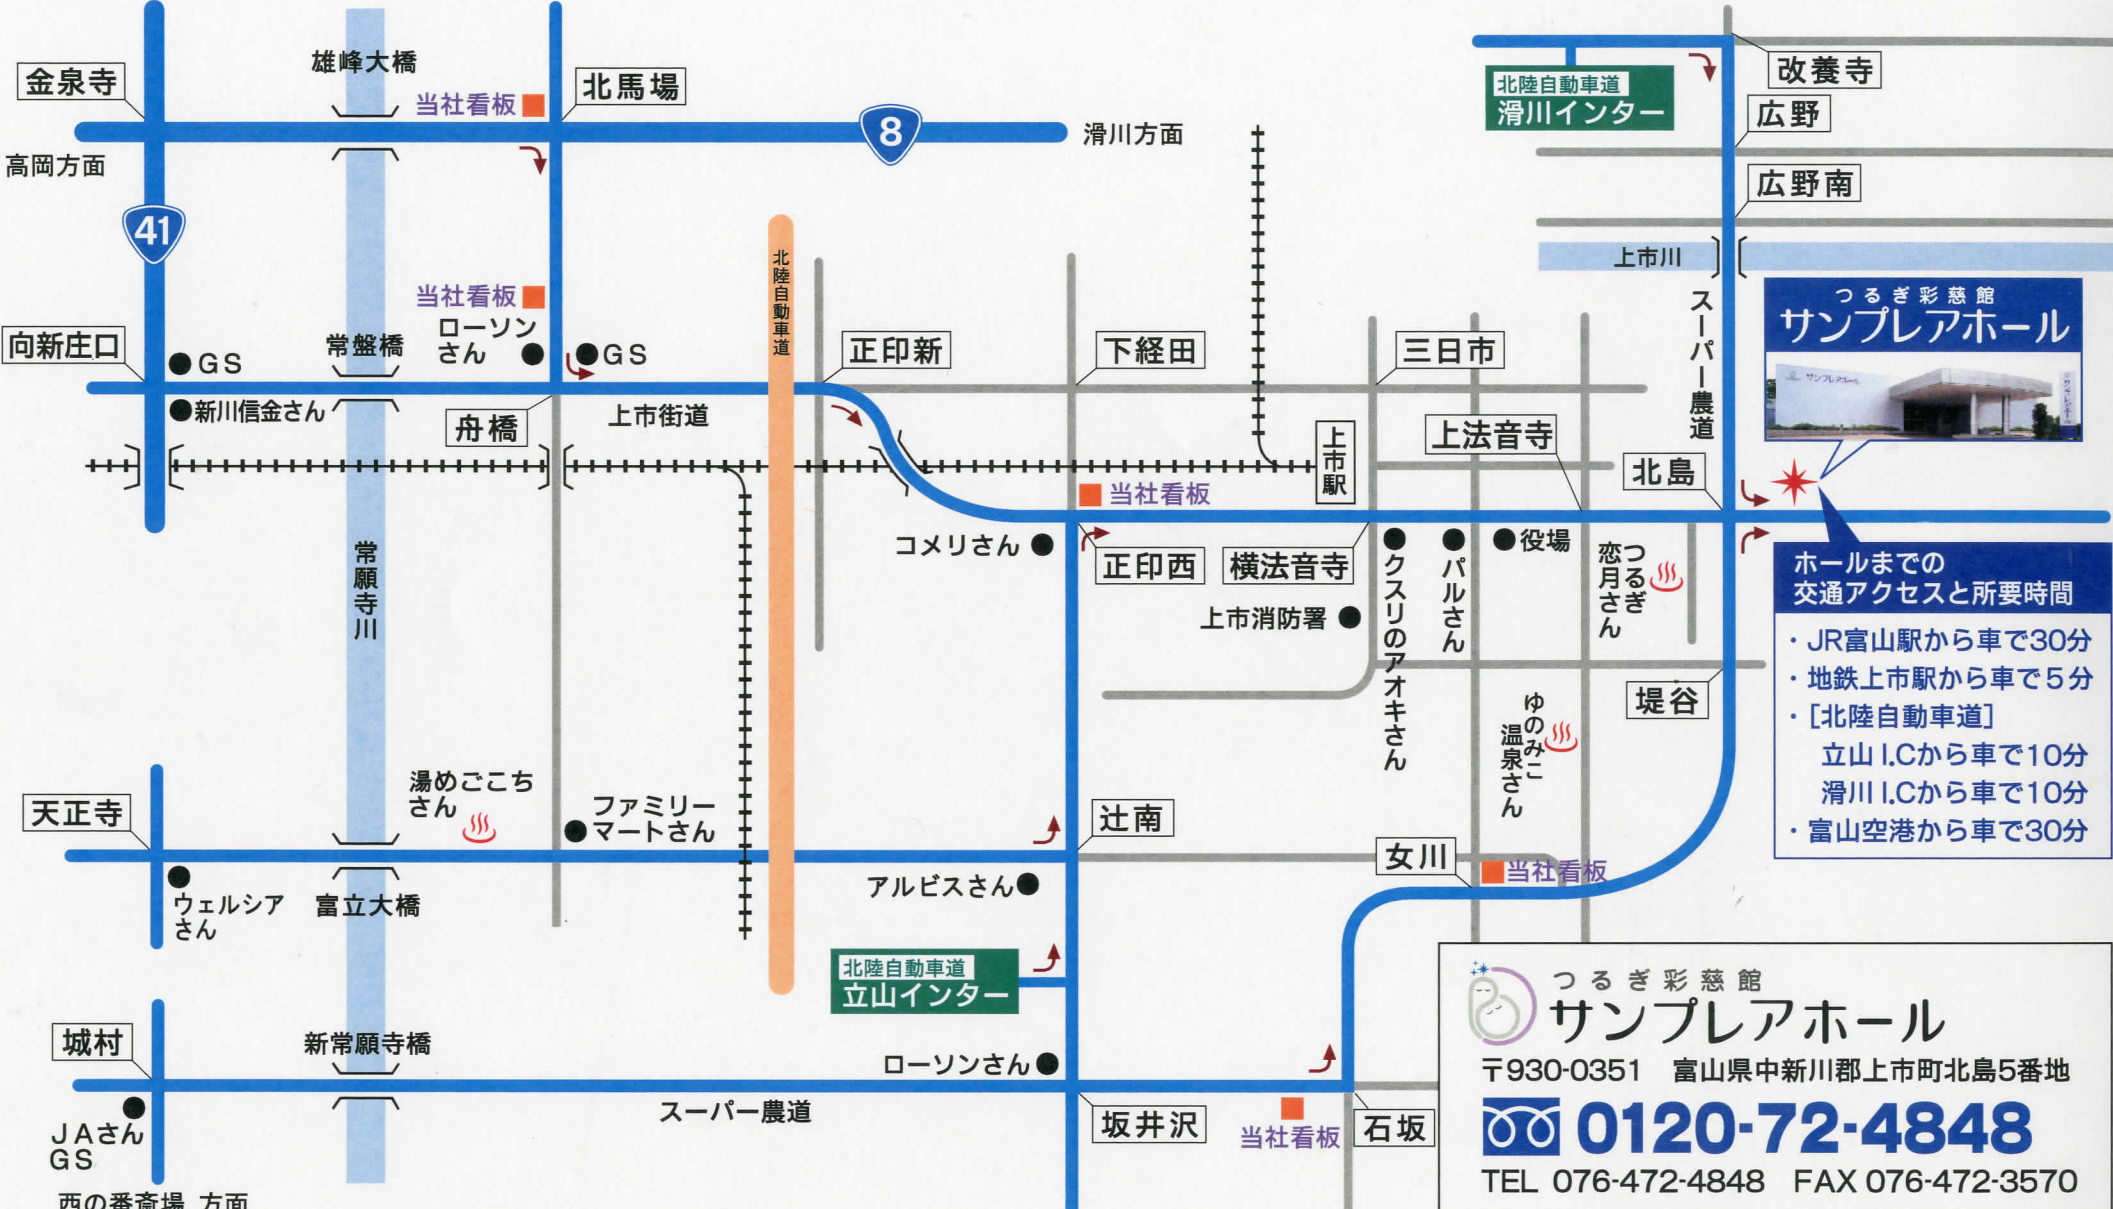 雄峰大橋
金泉寺
当社看板
北馬場
8
滑川方面
高岡方面
41
当社看板
ローソン
さん
GS
向新庄口
GS
新川信金さん
常盤橋
舟橋
上市街道
北陸自動車道
正印新
下経田
三日市
上市駅
上法音寺
北島
当社看板
コメリさん
正印西
横法音寺
上市消防署
クスリのアオキさん
パルさん
役場
つるぎ
恋月さん
ゆのみこ
温泉さん
堤谷
北陸自動車道
滑川インター
改養寺
広野
広野南
上市川
スーパー農道
つるぎ彩慈館
サンプレアホール
サンプレアホール
ホールまでの
交通アクセスと所要時間
・JR富山駅から車で30分
・地鉄上市駅から車で5分
・[北陸自動車道]
立山I.Cから車で10分
滑川I.Cから車で10分
・富山空港から車で30分
常願寺川
湯めごこち
さん
ファミリー
マートさん
天正寺
ウェルシア
さん
富立大橋
辻南
アルビスさん
女川
当社看板
北陸自動車道
立山インター
城村
新常願寺橋
ローソンさん
スーパー農道
坂井沢
当社看板
石坂
JAさん
GS
西の番斎場 方面
つるぎ彩慈館
サンプレアホール
〒930-0351 富山県中新川郡上市町北島5番地
0120-72-4848
TEL 076-472-4848 FAX 076-472-3570